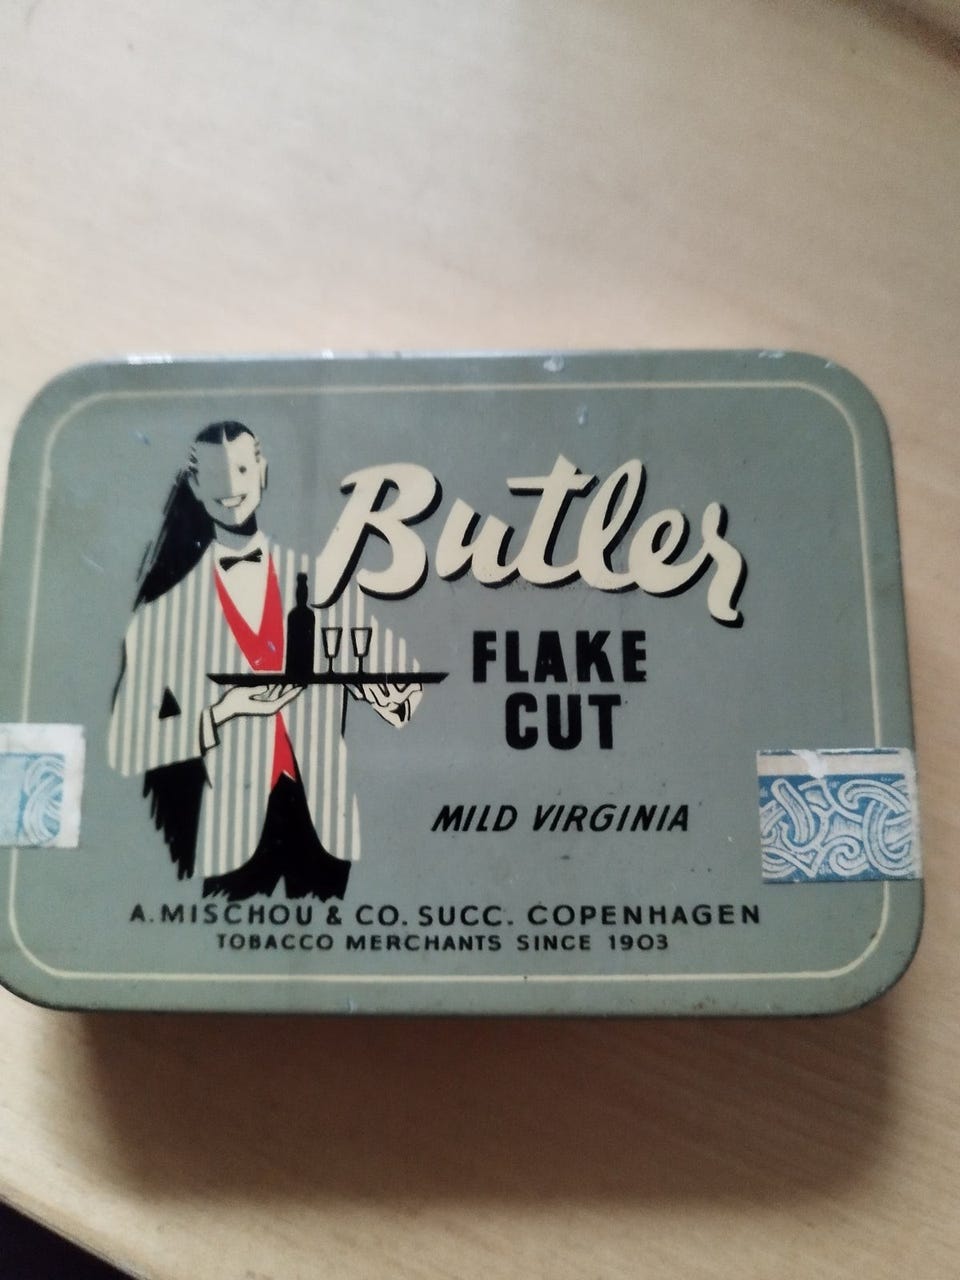 Butler
FLAKE
CUT
MILD VIRGINIA
A. MISCHOU & CO. SUCC. COPENHAGEN
TOBACCO MERCHANTS SINCE 1903